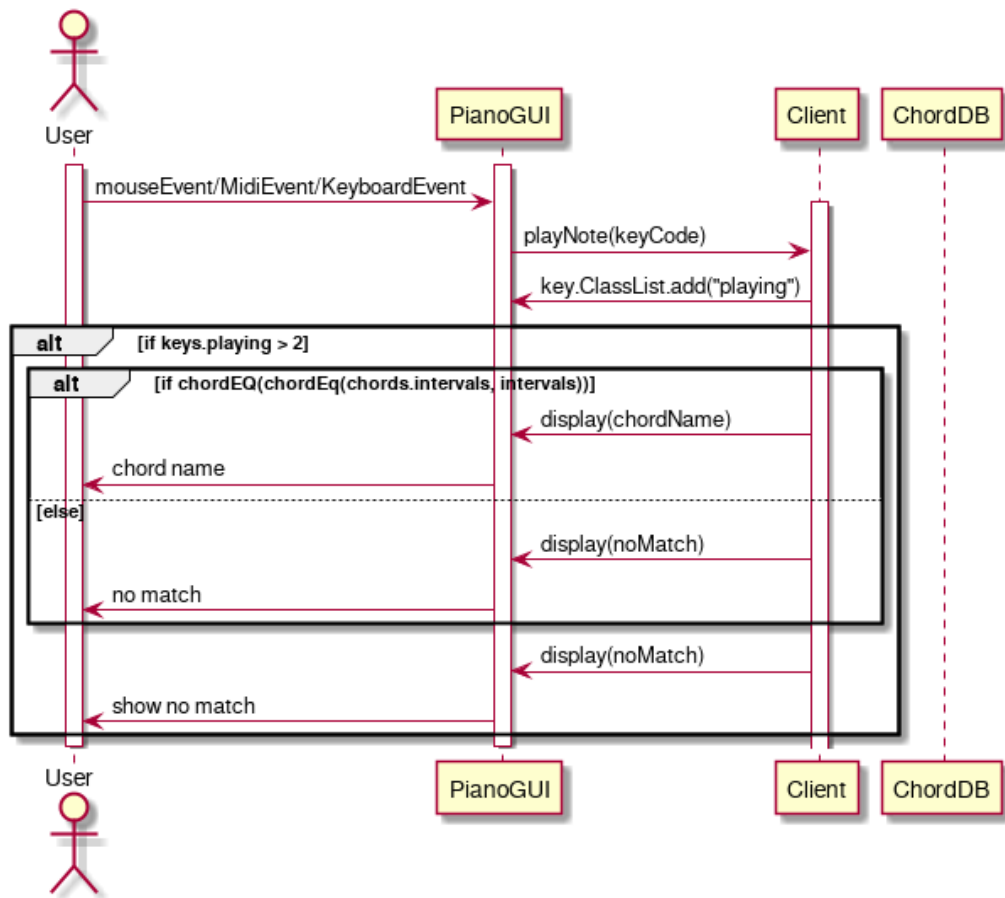 User
PianoGUI
Client
ChordDB
mouseEvent/MidiEvent/KeyboardEvent
playNote(keyCode)
key.ClassList.add("playing")
alt [if keys.playing > 2]
alt [if chordEQ(chordEq(chords.intervals, intervals))]
display(chordName)
chord name
[else]
display(noMatch)
no match
display(noMatch)
show no match
User
PianoGUI
Client
ChordDB